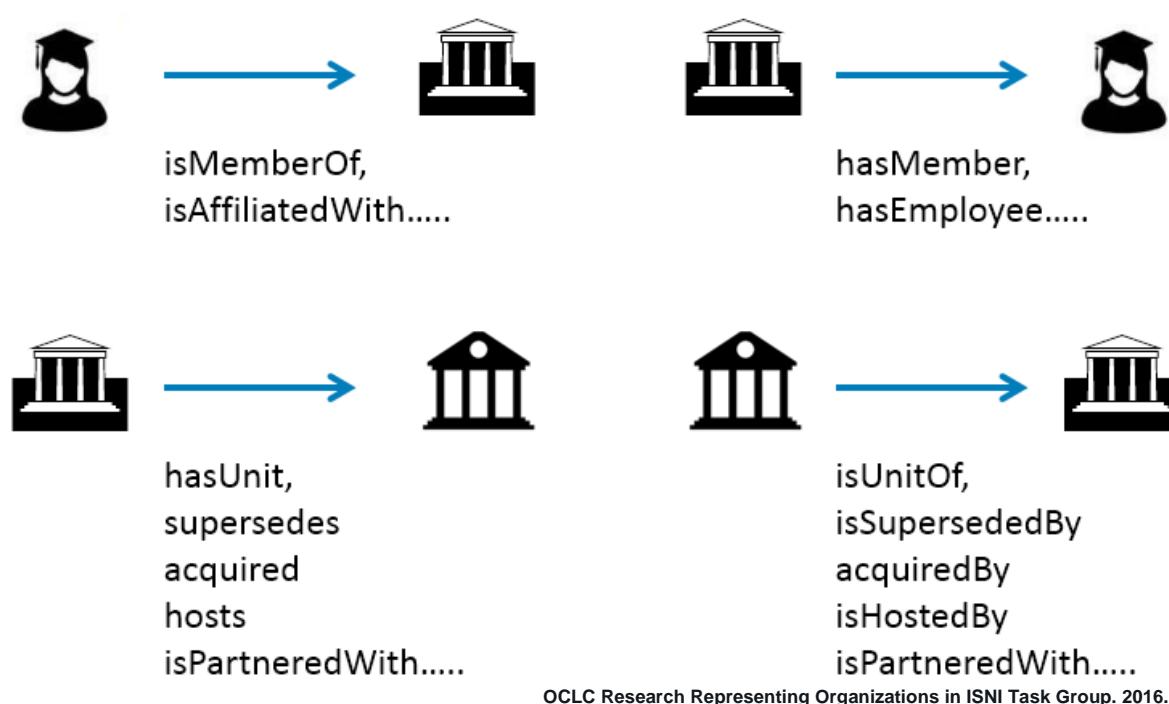 isMemberOf,
isAffiliatedWith.....
hasMember,
hasEmployee.....
hasUnit,
supersedes
acquired
hosts
isPartneredWith.....
isUnitOf,
isSupersededBy
acquiredBy
isHostedBy
isPartneredWith.....
OCLC Research Representing Organizations in ISNI Task Group. 2016.